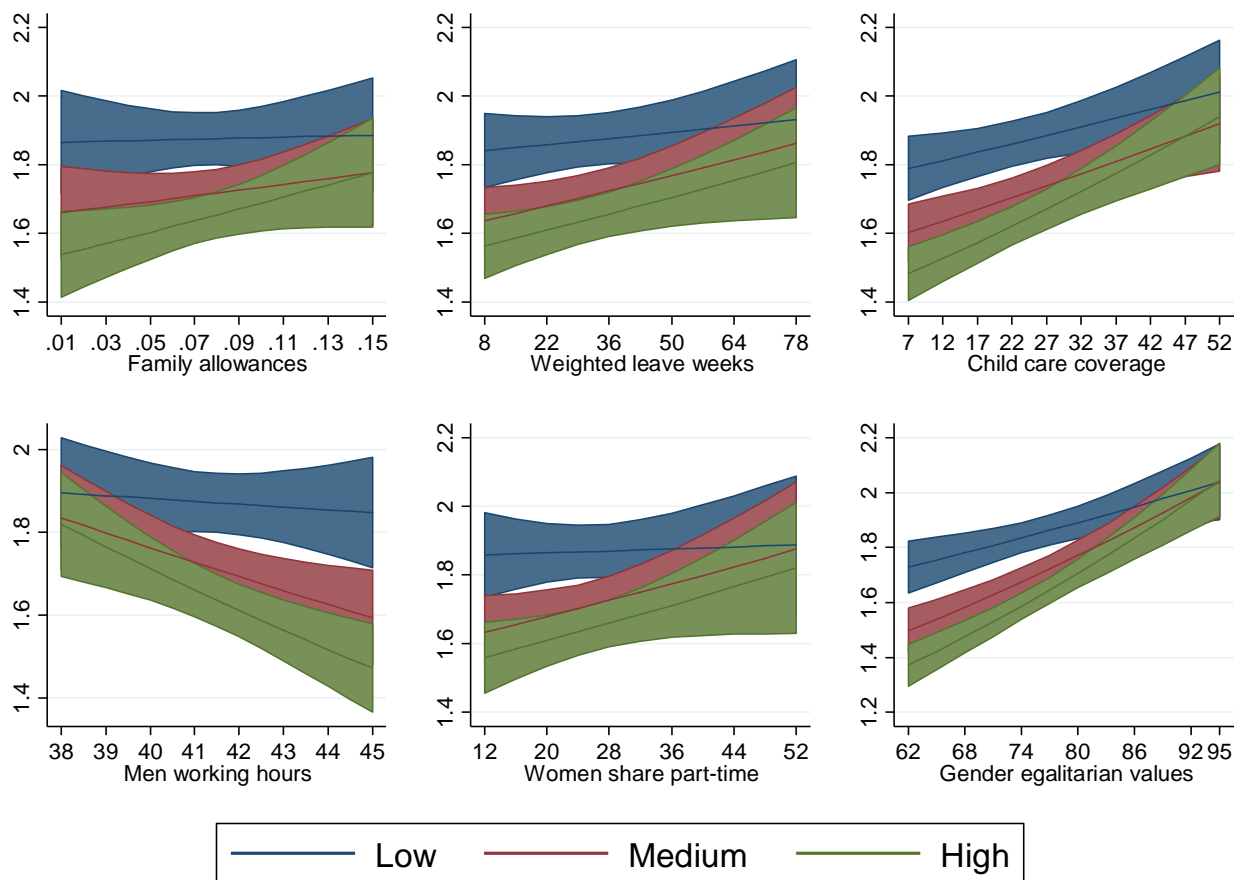 2.2
2
1.8
1.6
1.4
.01 .03 .05 .07 .09 .11 .13 .15
Family allowances
2.2
2
1.8
1.6
1.4
8 22 36 50 64 78
Weighted leave weeks
2.2
2
1.8
1.6
1.4
7 12 17 22 27 32 37 42 47 52
Child care coverage
2
1.8
1.6
1.4
38 39 40 41 42 43 44 45
Men working hours
2.2
2
1.8
1.6
1.4
12 20 28 36 44 52
Women share part-time
2.2
2
1.8
1.6
1.4
1.2
62 68 74 80 86 92 95
Gender egalitarian values
Low Medium High